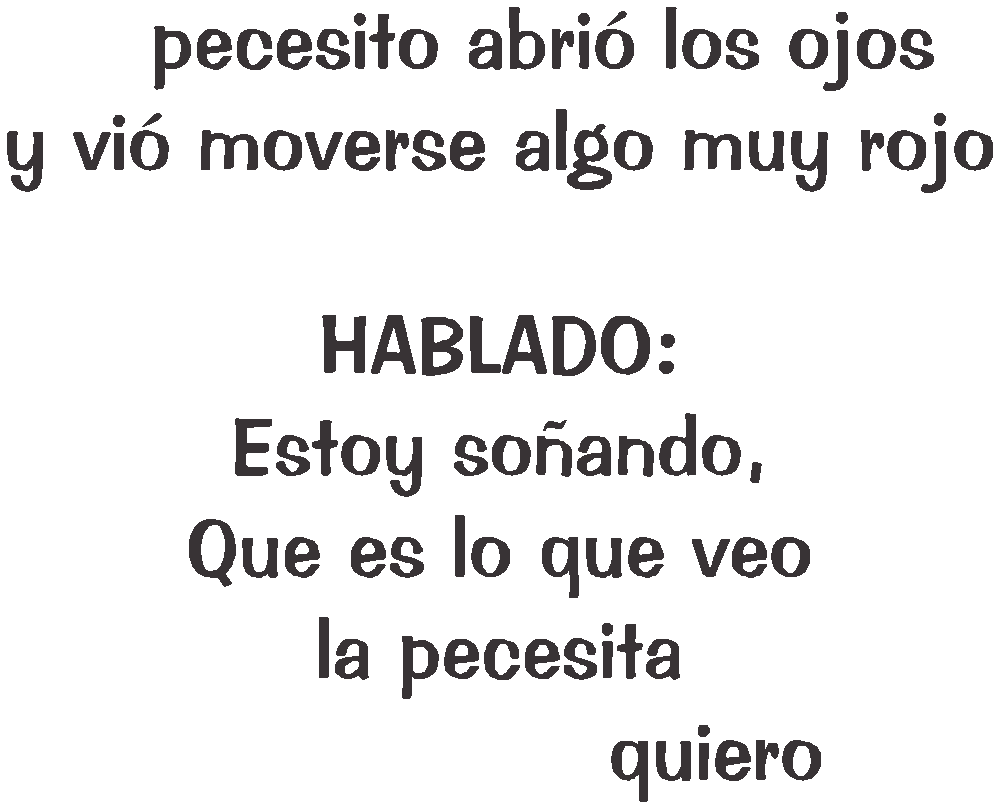 pecesito abrió los ojos
y vió moverse algo muy rojo
HABLADO:
Estoy soñando,
Que es lo que veo
la pecesita
quiero